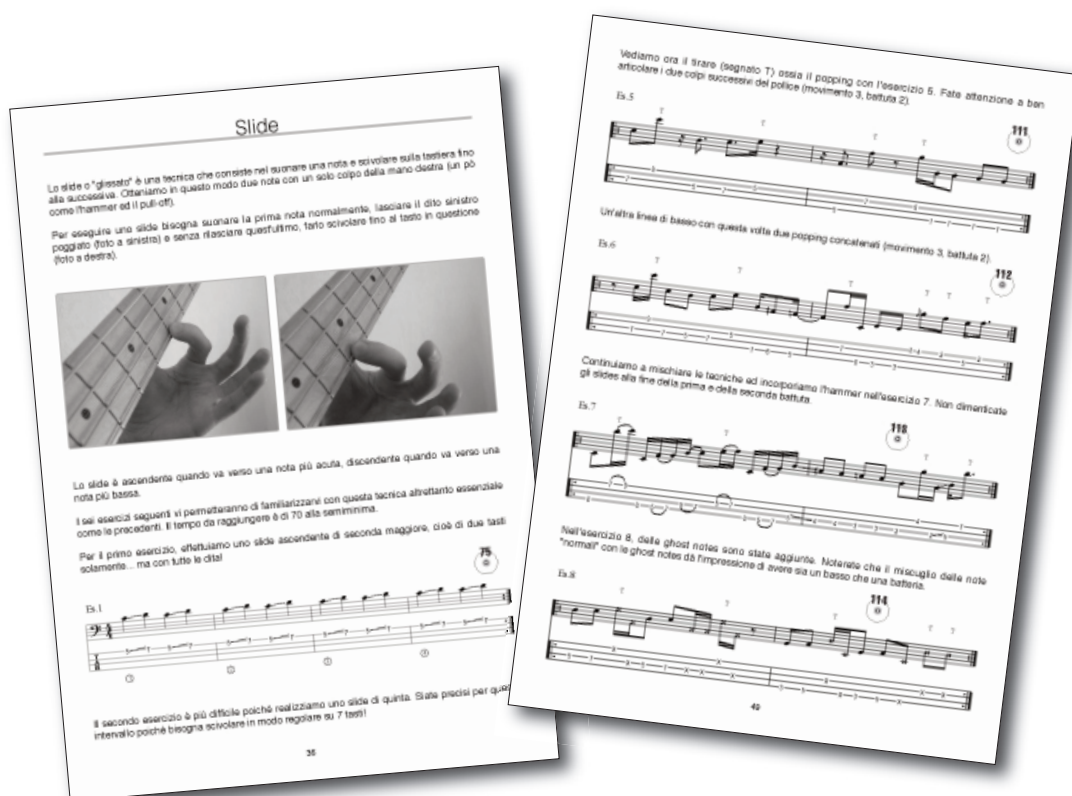 Slide
Lo slide o "glissato" è una tecnica che consiste nel suonare una nota e scivolare sulla tastiera fino
alla successiva. Otteniamo in questo modo due note con un solo colpo della mano destra (un pò
come l'hammer ed il pull-off).
Per eseguire uno slide bisogna suonare la prima nota normalmente, lasciare il dito sinistro
poggiato (foto a sinistra) e senza rilasciare quest'ultimo, farlo scivolare fino al tasto in questione
(foto a destra).
Lo slide è ascendente quando va verso una nota più acuta, discendente quando va verso una
nota più bassa.
I sei esercizi seguenti vi permetteranno di familiarizzarvi con questa tecnica altrettanto essenziale
come le precedenti. Il tempo da raggiungere è di 70 alla semiminima.
Per il primo esercizio, effettuiamo uno slide ascendente di seconda maggiore, cioè di due tasti
solamente... ma con tutte le dita!
75
Es.1
Il secondo esercizio è più difficile poiché realizziamo uno slide di quinta. Siate precisi per
intervallo poichè bisogna scivolare in modo regolare su 7 tasti!
36
Vediamo ora il tirare (segnato T) ossia il popping con l'esercizio 5. Fate attenzione a ben
articolare i due colpi successivi del pollice (movimento 3, battuta 2).
Es.5
111
T T T T
Un'altra linea di basso con questa volta due popping concatenati (movimento 3, battuta 2).
Es.6
112
T T T T T T
Continuiamo a mischiare le tecniche ed incorporiamo l'hammer nell'esercizio 7. Non dimenticate
gli slides alla fine della prima e della seconda battuta.
Es.7
T T T T
Nell'esercizio 8, delle ghost notes sono state aggiunte. Noterete che il miscuglio delle note
"normali" con le ghost notes dà l'impressione di avere sia un basso che una batteria.
Es.8
114
T T T T T
49